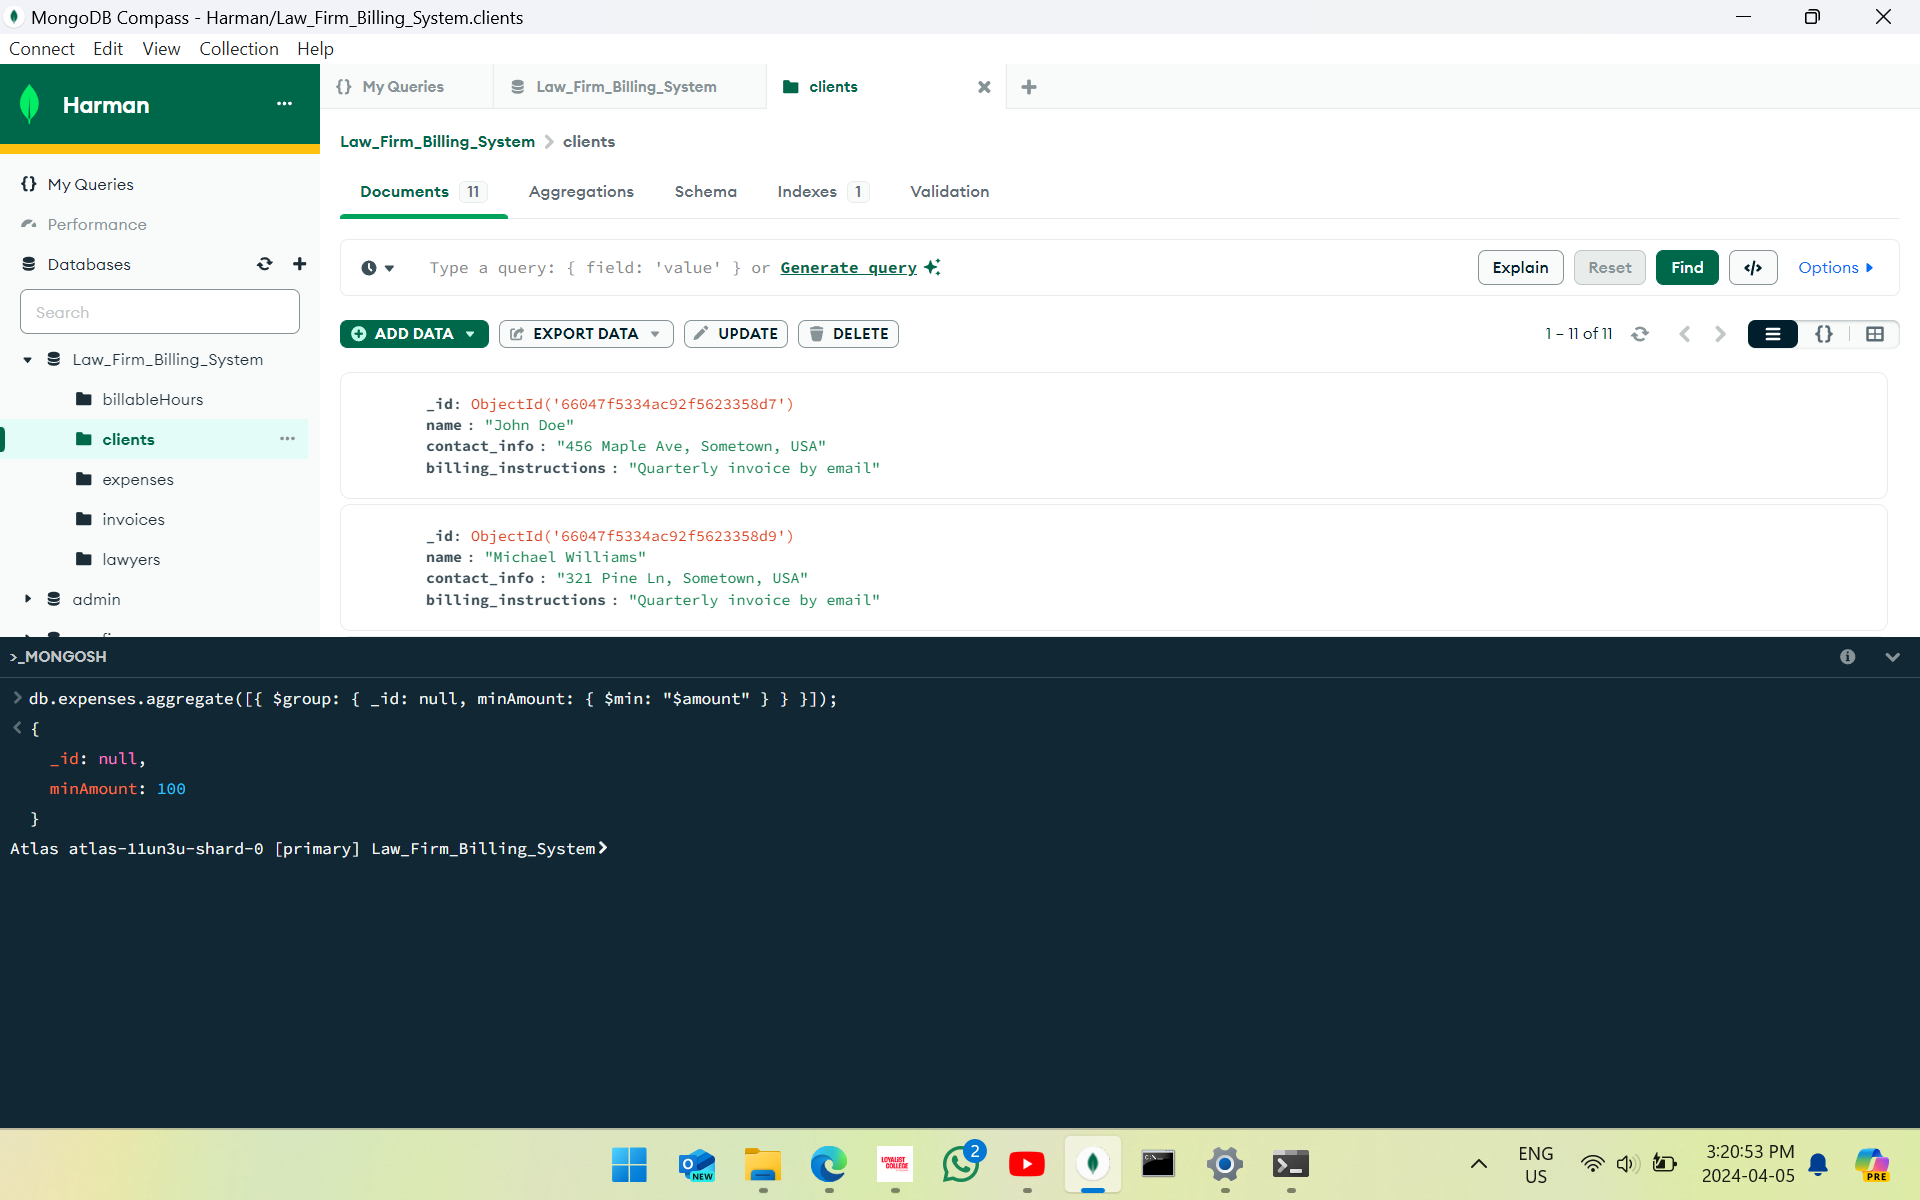 MongoDB Compass - Harman/Law_Firm_Billing_System.clients
Connect Edit View Collection Help
Harman
My Queries
Law_Firm_Billing_System
clients
Law_Firm_Billing_System > clients
My Queries
Performance
Databases
Search
Law_Firm_Billing_System
billableHours
clients
expenses
invoices
lawyers
admin
Documents 11 Aggregations Schema Indexes 1 Validation
Type a query: { field: 'value' } or Generate query
Explain Reset Find </> Options
ADD DATA EXPORT DATA UPDATE DELETE
1 – 11 of 11
{}
_id: ObjectId('66047f5334ac92f5623358d7')
name : "John Doe"
contact_info : "456 Maple Ave, Sometown, USA"
billing_instructions : "Quarterly invoice by email"
_id: ObjectId('66047f5334ac92f5623358d9')
name : "Michael Williams"
contact_info : "321 Pine Ln, Sometown, USA"
billing_instructions : "Quarterly invoice by email"
>_MONGOSH
> db.expenses.aggregate([{ $group: { _id: null, minAmount: { $min: "$amount" } } }]);
< {
_id: null,
minAmount: 100
}
Atlas atlas-11un3u-shard-0 [primary] Law_Firm_Billing_System>
NEW
LOYALIST
COLLEGE
2
ENG
US
3:20:53 PM
2024-04-05
PRE